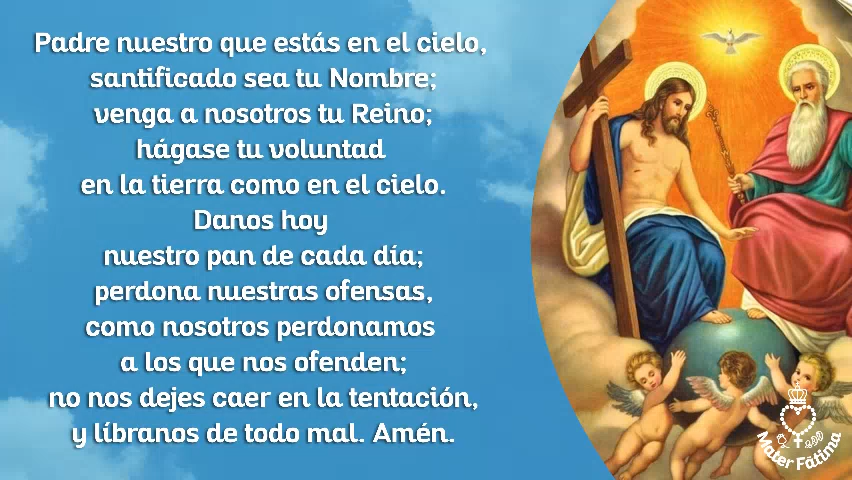 Padre nuestro que estás en el cielo,
santificado sea tu Nombre;
venga a nosotros tu Reino;
hágase tu voluntad
en la tierra como en el cielo.
Danos hoy
nuestro pan de cada día;
perdona nuestras ofensas,
como nosotros perdonamos
a los que nos ofenden;
no nos dejes caer en la tentación,
y líbranos de todo mal. Amén.
Mater Fátima